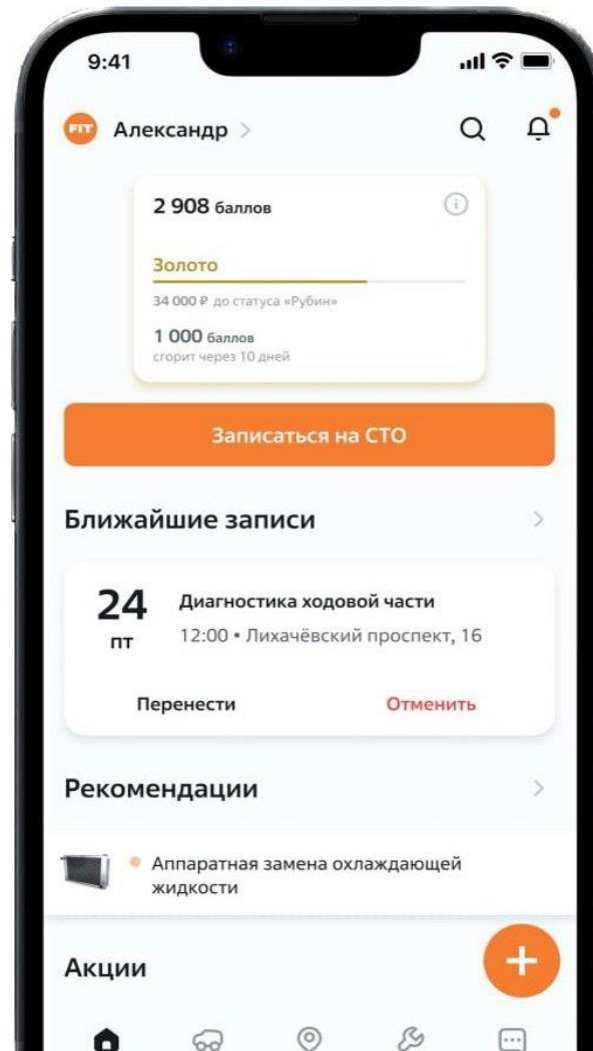 9:41
FIT Александр
2 908 баллов
Золото
34 000 ₽ до статуса «Рубин»
1 000 баллов
сгорит через 10 дней
Записаться на СТО
Ближайшие записи
24 Диагностика ходовой части
пт 12:00 • Лихачёвский проспект, 16
Перенести Отменить
Рекомендации
Аппаратная замена охлаждающей
жидкости
Акции